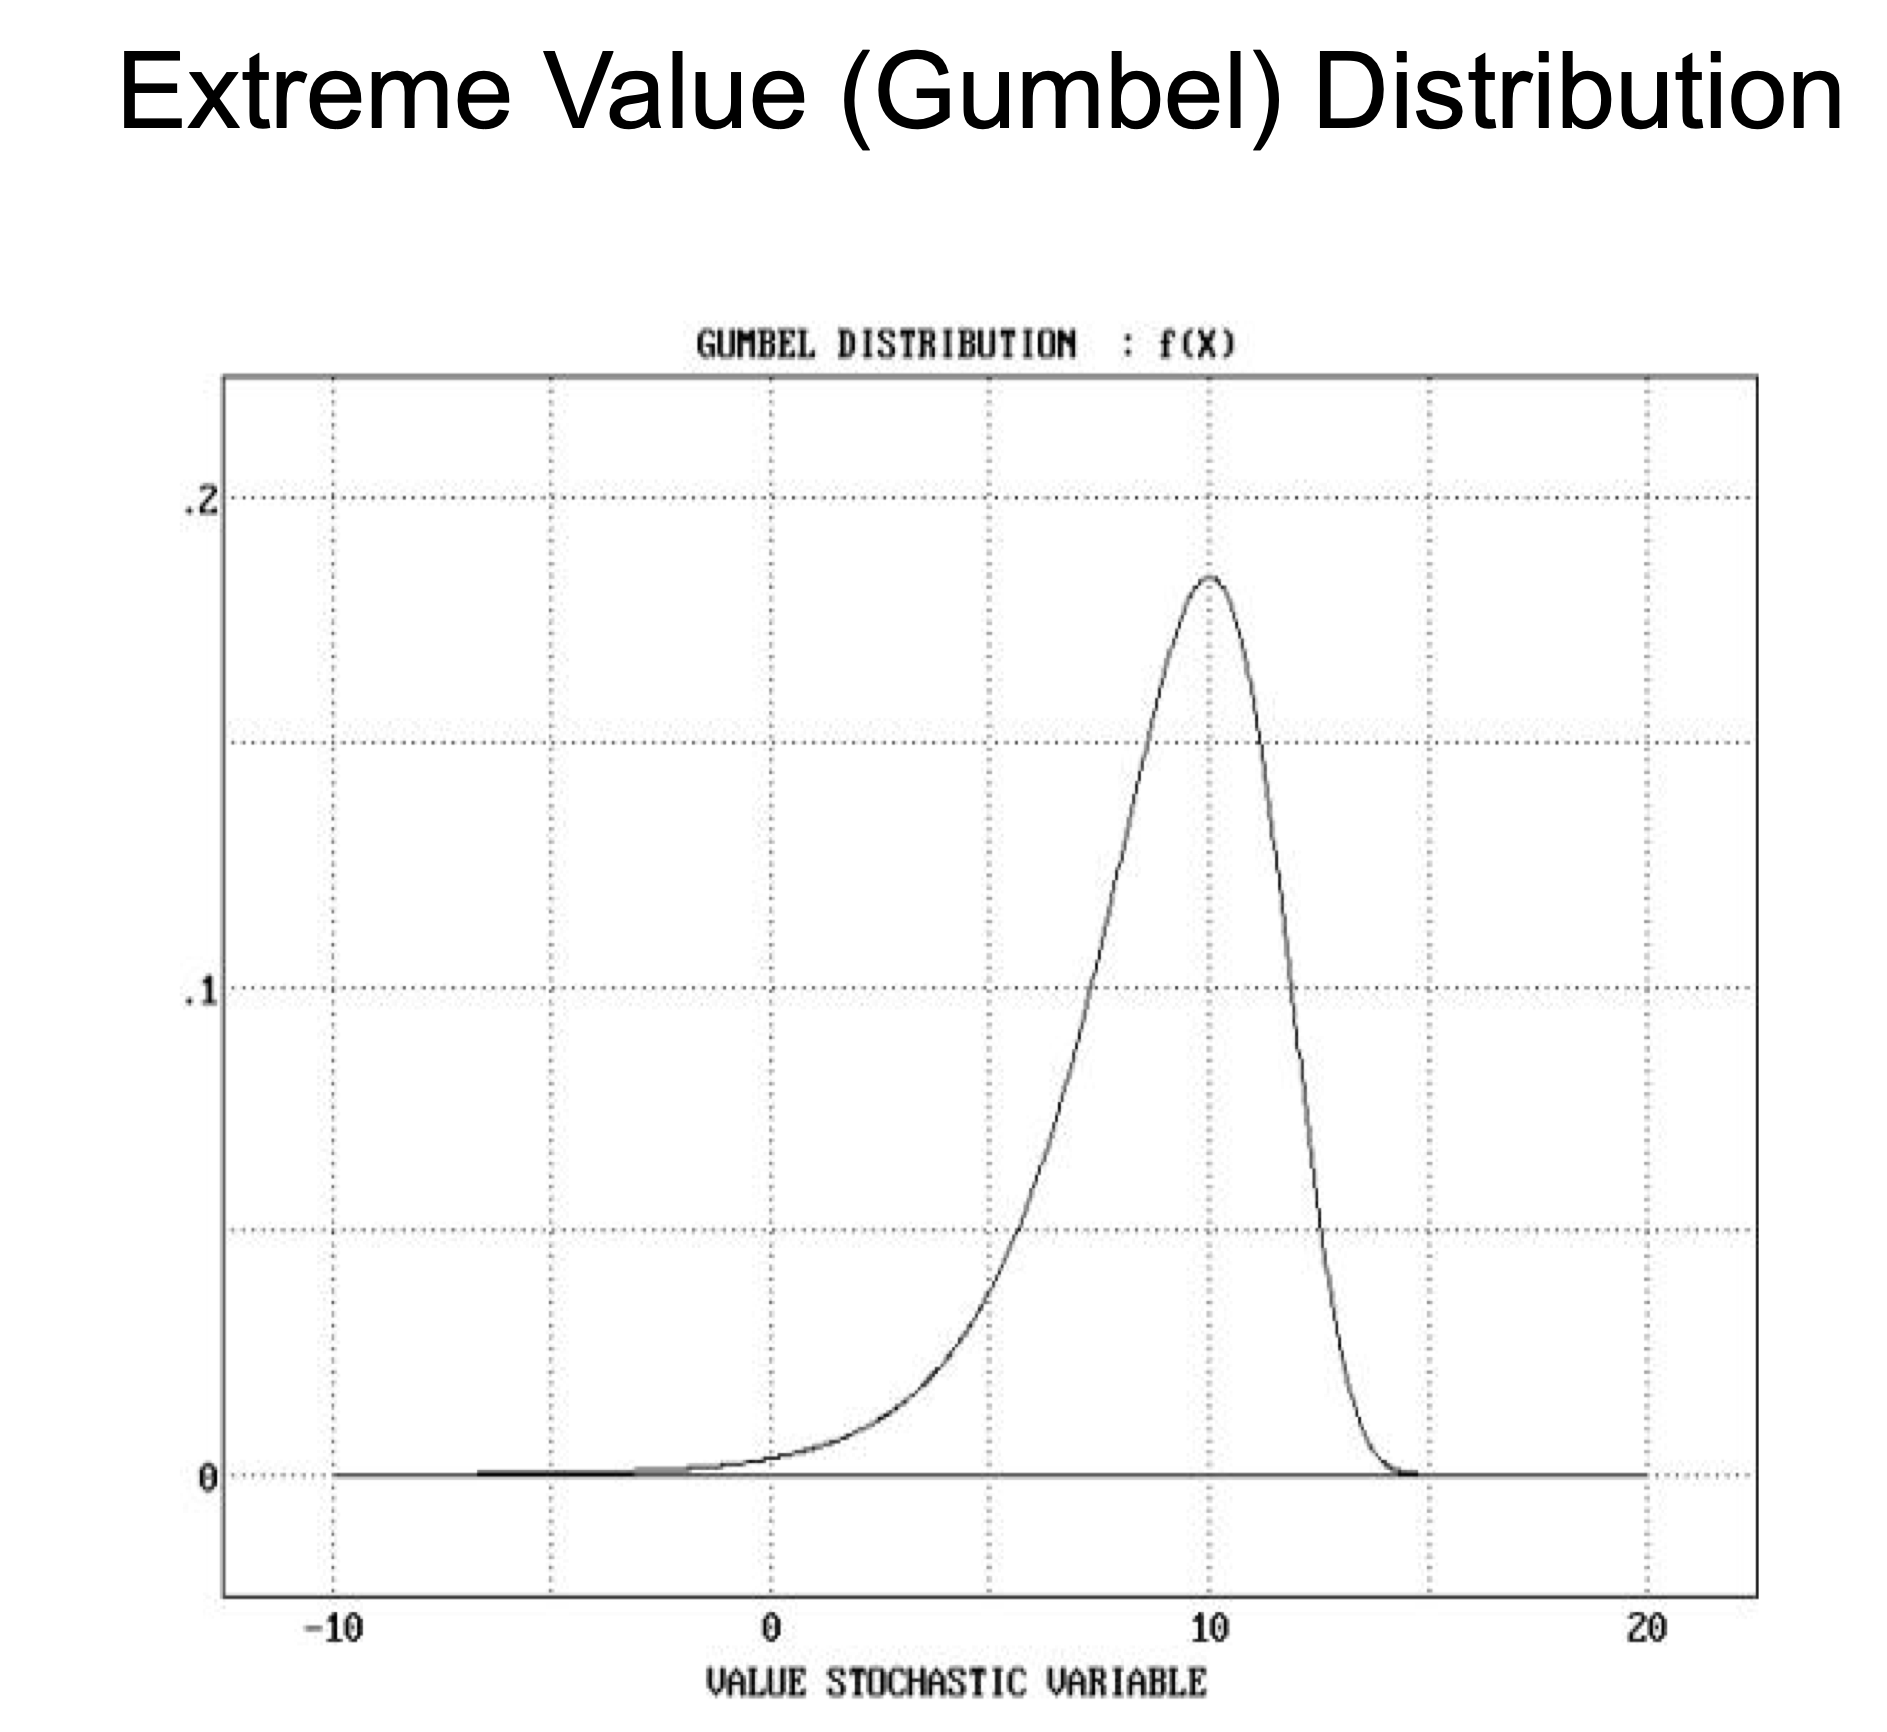 Extreme Value (Gumbel) Distribution
GUMBEL DISTRIBUTION : f(X)
.2
.1
0
-10 0 10 20
VALUE STOCHASTIC VARIABLE